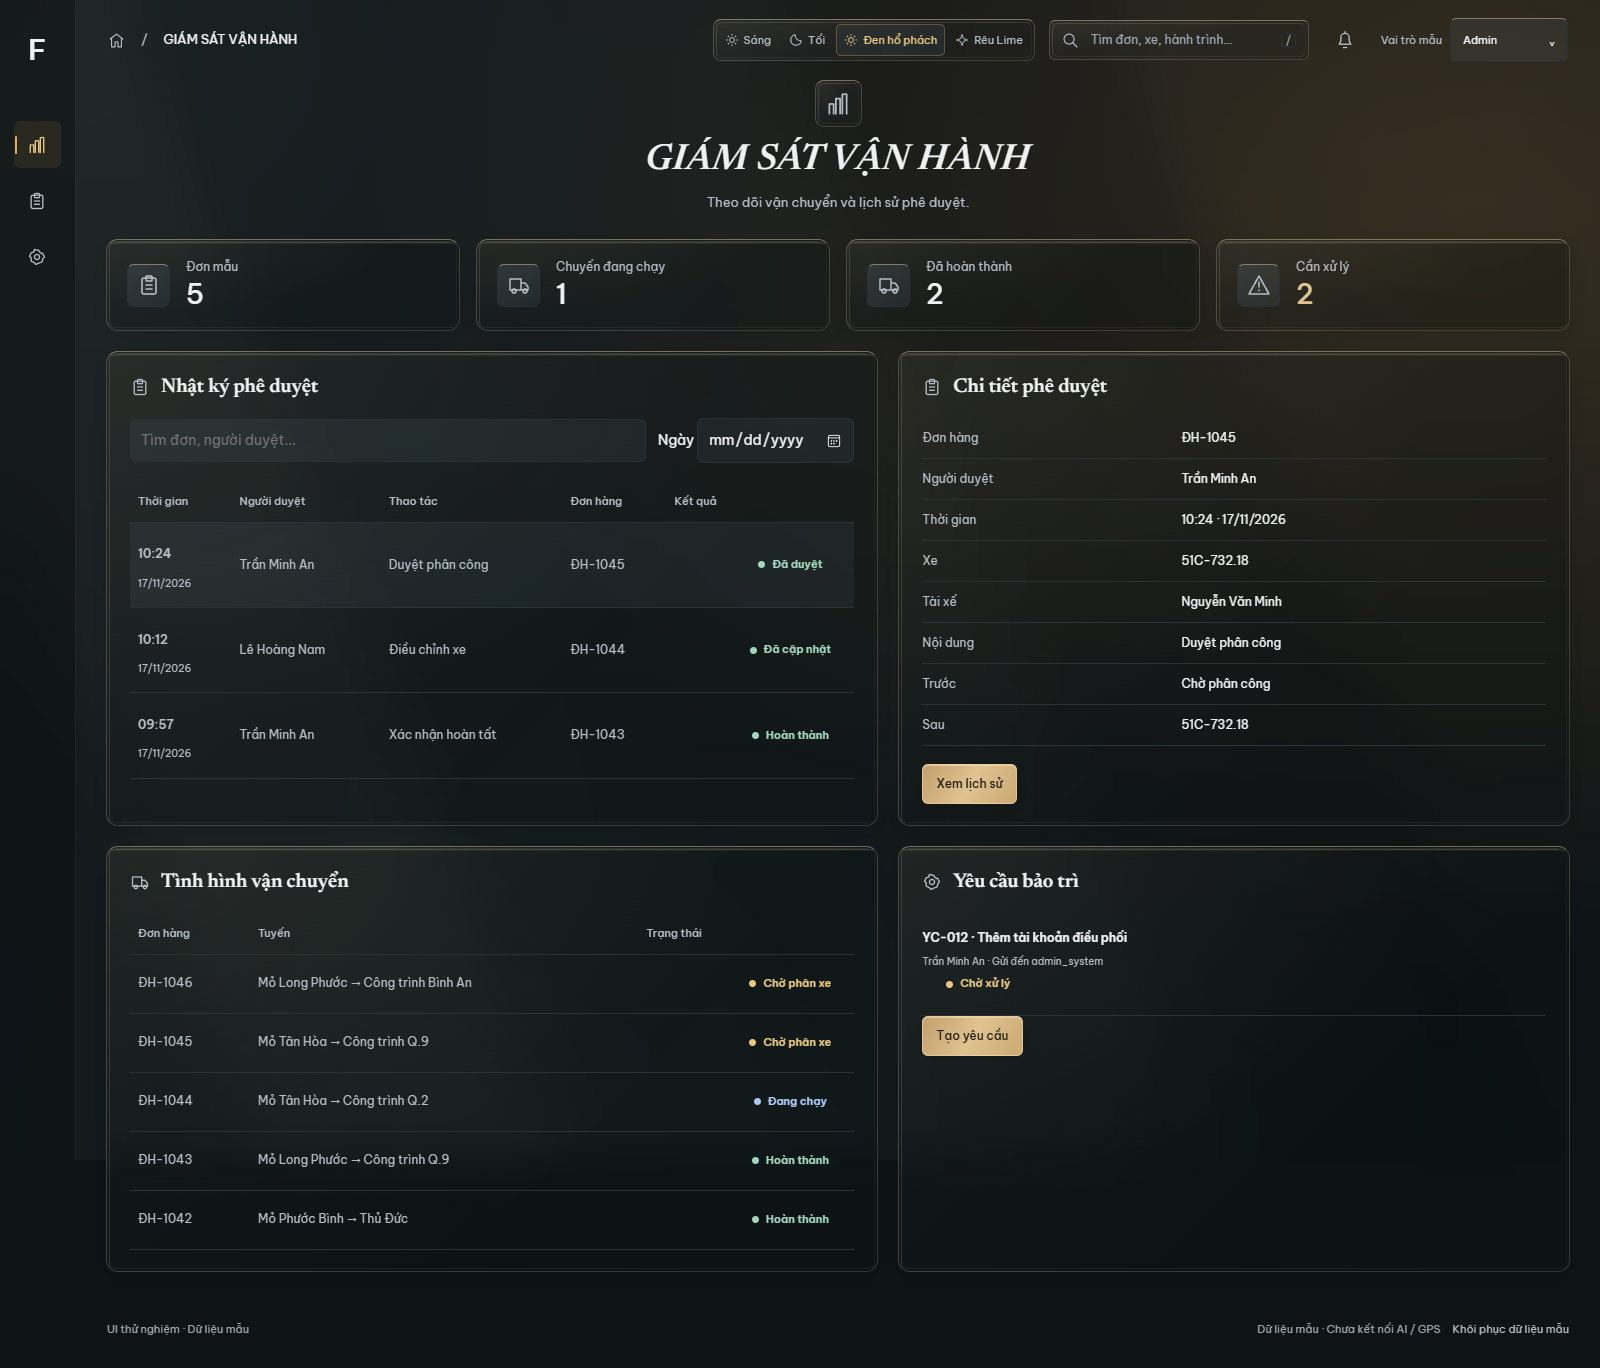 F
/ GIÁM SÁT VẬN HÀNH
Sáng Tối Đen hổ phách Rêu Lime
Tìm đơn, xe, hành trình... /
Vai trò mẫu Admin
GIÁM SÁT VẬN HÀNH
Theo dõi vận chuyển và lịch sử phê duyệt.
Đơn mẫu
5
Chuyến đang chạy
1
Đã hoàn thành
2
Cần xử lý
2
Nhật ký phê duyệt
Tìm đơn, người duyệt...
Ngày mm/dd/yyyy
Thời gian Người duyệt Thao tác Đơn hàng Kết quả
10:24
17/11/2026
Trần Minh An Duyệt phân công ĐH-1045 Đã duyệt
10:12
17/11/2026
Lê Hoàng Nam Điều chỉnh xe ĐH-1044 Đã cập nhật
09:57
17/11/2026
Trần Minh An Xác nhận hoàn tất ĐH-1043 Hoàn thành
Chi tiết phê duyệt
Đơn hàng ĐH-1045
Người duyệt Trần Minh An
Thời gian 10:24 · 17/11/2026
Xe 51C-732.18
Tài xế Nguyễn Văn Minh
Nội dung Duyệt phân công
Trước Chờ phân công
Sau 51C-732.18
Xem lịch sử
Tình hình vận chuyển
Đơn hàng Tuyến Trạng thái
ĐH-1046 Mỏ Long Phước → Công trình Bình An Chờ phân xe
ĐH-1045 Mỏ Tân Hòa → Công trình Q.9 Chờ phân xe
ĐH-1044 Mỏ Tân Hòa → Công trình Q.2 Đang chạy
ĐH-1043 Mỏ Long Phước → Công trình Q.9 Hoàn thành
ĐH-1042 Mỏ Phước Bình → Thủ Đức Hoàn thành
Yêu cầu bảo trì
YC-012 · Thêm tài khoản điều phối
Trần Minh An · Gửi đến admin_system
Chờ xử lý
Tạo yêu cầu
UI thử nghiệm · Dữ liệu mẫu
Dữ liệu mẫu · Chưa kết nối AI / GPS Khôi phục dữ liệu mẫu